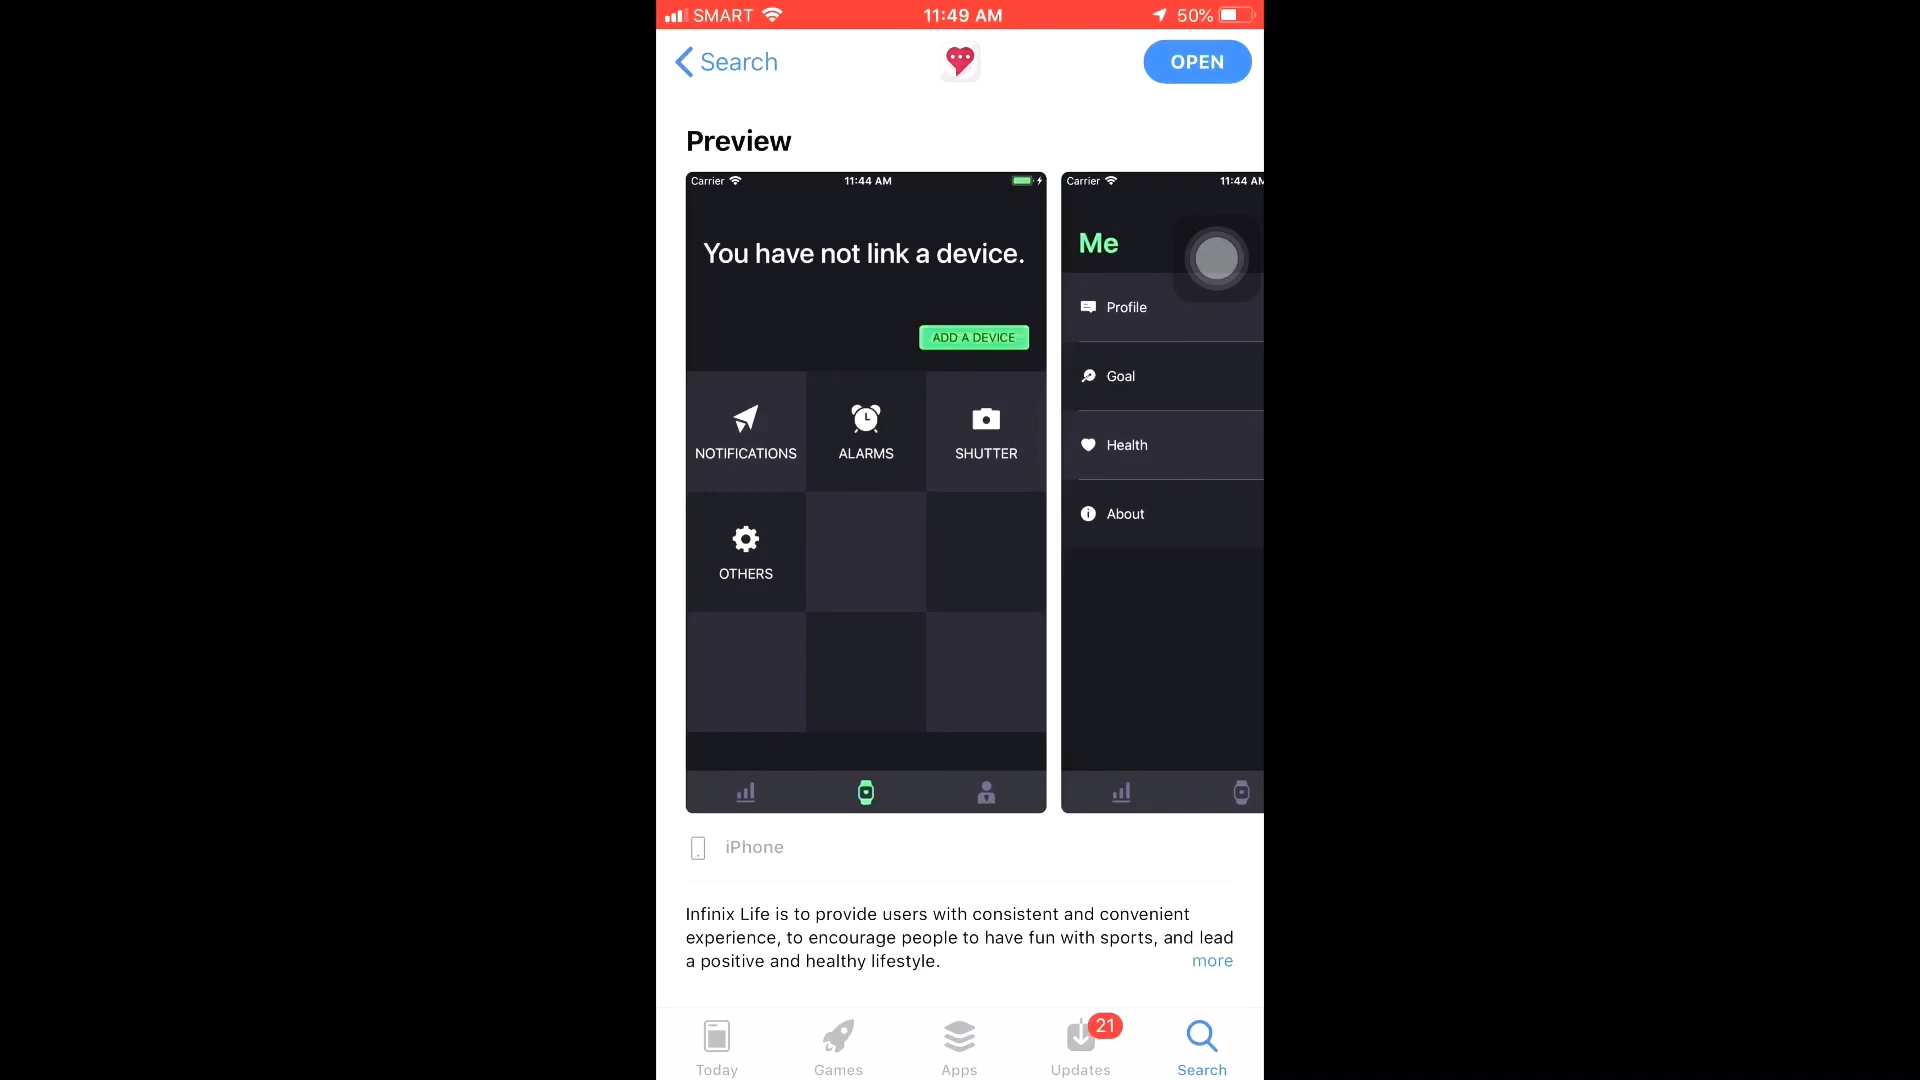 SMART 11:49 AM 50%
Search OPEN
Preview
Carrier 11:44 AM
You have not link a device.
ADD A DEVICE
NOTIFICATIONS ALARMS SHUTTER
OTHERS
Carrier 11:44 AM
Me
Profile
Goal
Health
About
iPhone
Infinix Life is to provide users with consistent and convenient
experience, to encourage people to have fun with sports, and lead
a positive and healthy lifestyle. more
21
Today Games Apps Updates Search